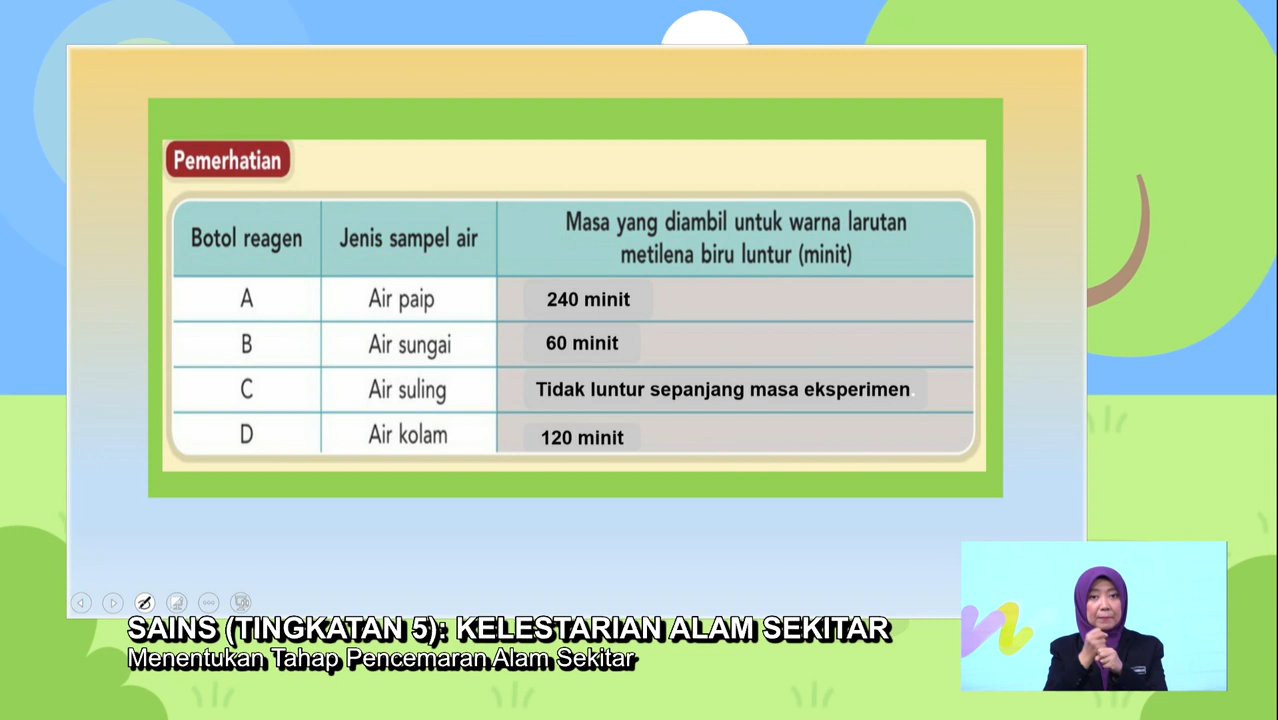 Pemerhatian
Botol reagen
Jenis sampel air
Masa yang diambil untuk warna larutan
metilena biru luntur (minit)
A
Air paip
240 minit
B
Air sungai
60 minit
C
Air suling
Tidak luntur sepanjang masa eksperimen.
D
Air kolam
120 minit
SAINS (TINGKATAN 5): KELESTARIAN ALAM SEKITAR
Menentukan Tahap Pencemaran Alam Sekitar